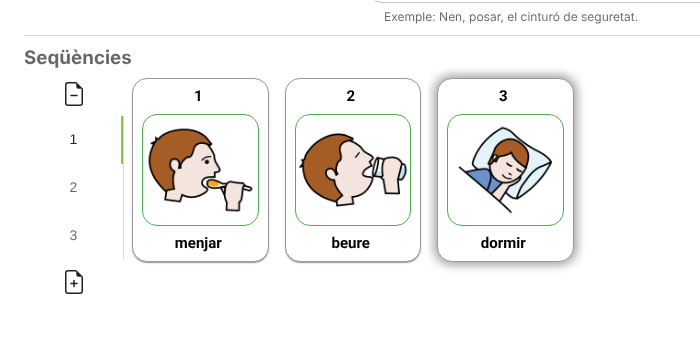 Exemple: Nen, posar, el cinturó de seguretat.
Seqüències
1
2
3
1
2
3
menjar
beure
dormir